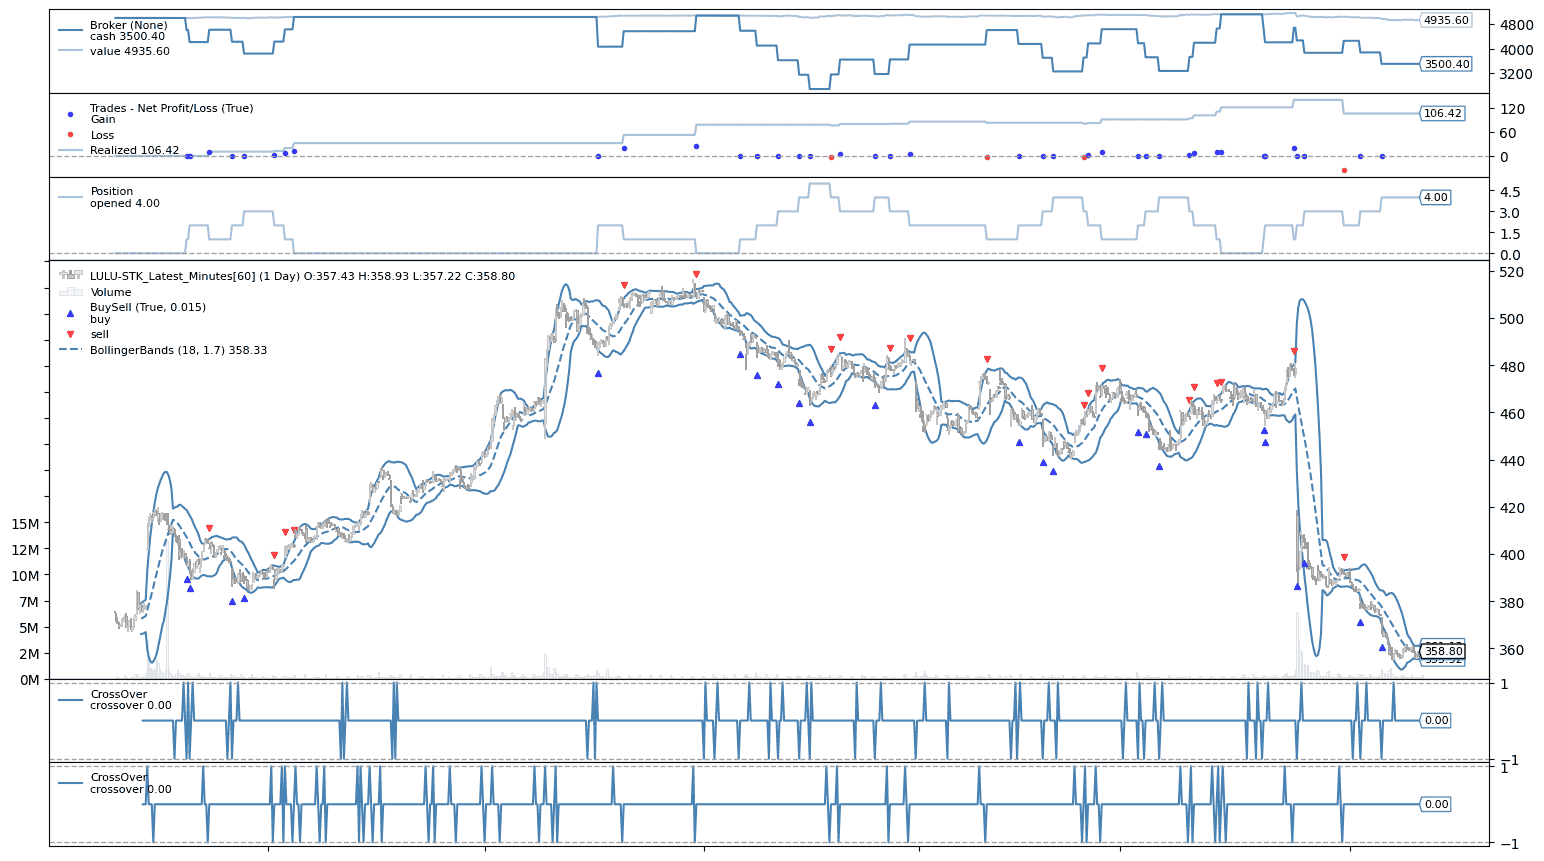 Broker (None)
cash 3500.40
value 4935.60
4935.60
3500.40
4800
4000
3200
Trades - Net Profit/Loss (True)
Gain
Loss
Realized 106.42
106.42
120
60
0
Position
opened 4.00
4.00
4.5
3.0
1.5
0.0
LULU-STK_Latest_Minutes[60] (1 Day) O:357.43 H:358.93 L:357.22 C:358.80
Volume
BuySell (True, 0.015)
buy
sell
BollingerBands (18, 1.7) 358.33
520
500
480
460
440
420
400
380
360
358.80
15M
12M
10M
7M
5M
2M
0M
CrossOver
crossover 0.00
0.00
1
−1
CrossOver
crossover 0.00
0.00
1
−1